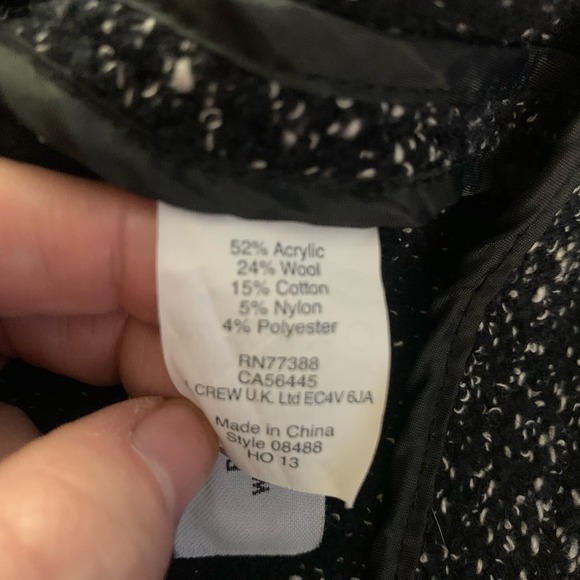 52% Acrylic
24% Wool
15% Cotton
5% Nylon
4% Polyester
RN77388
CA56445
CREW U.K. Ltd EC4V 6JA
Made in China
Style 08488
HO 13